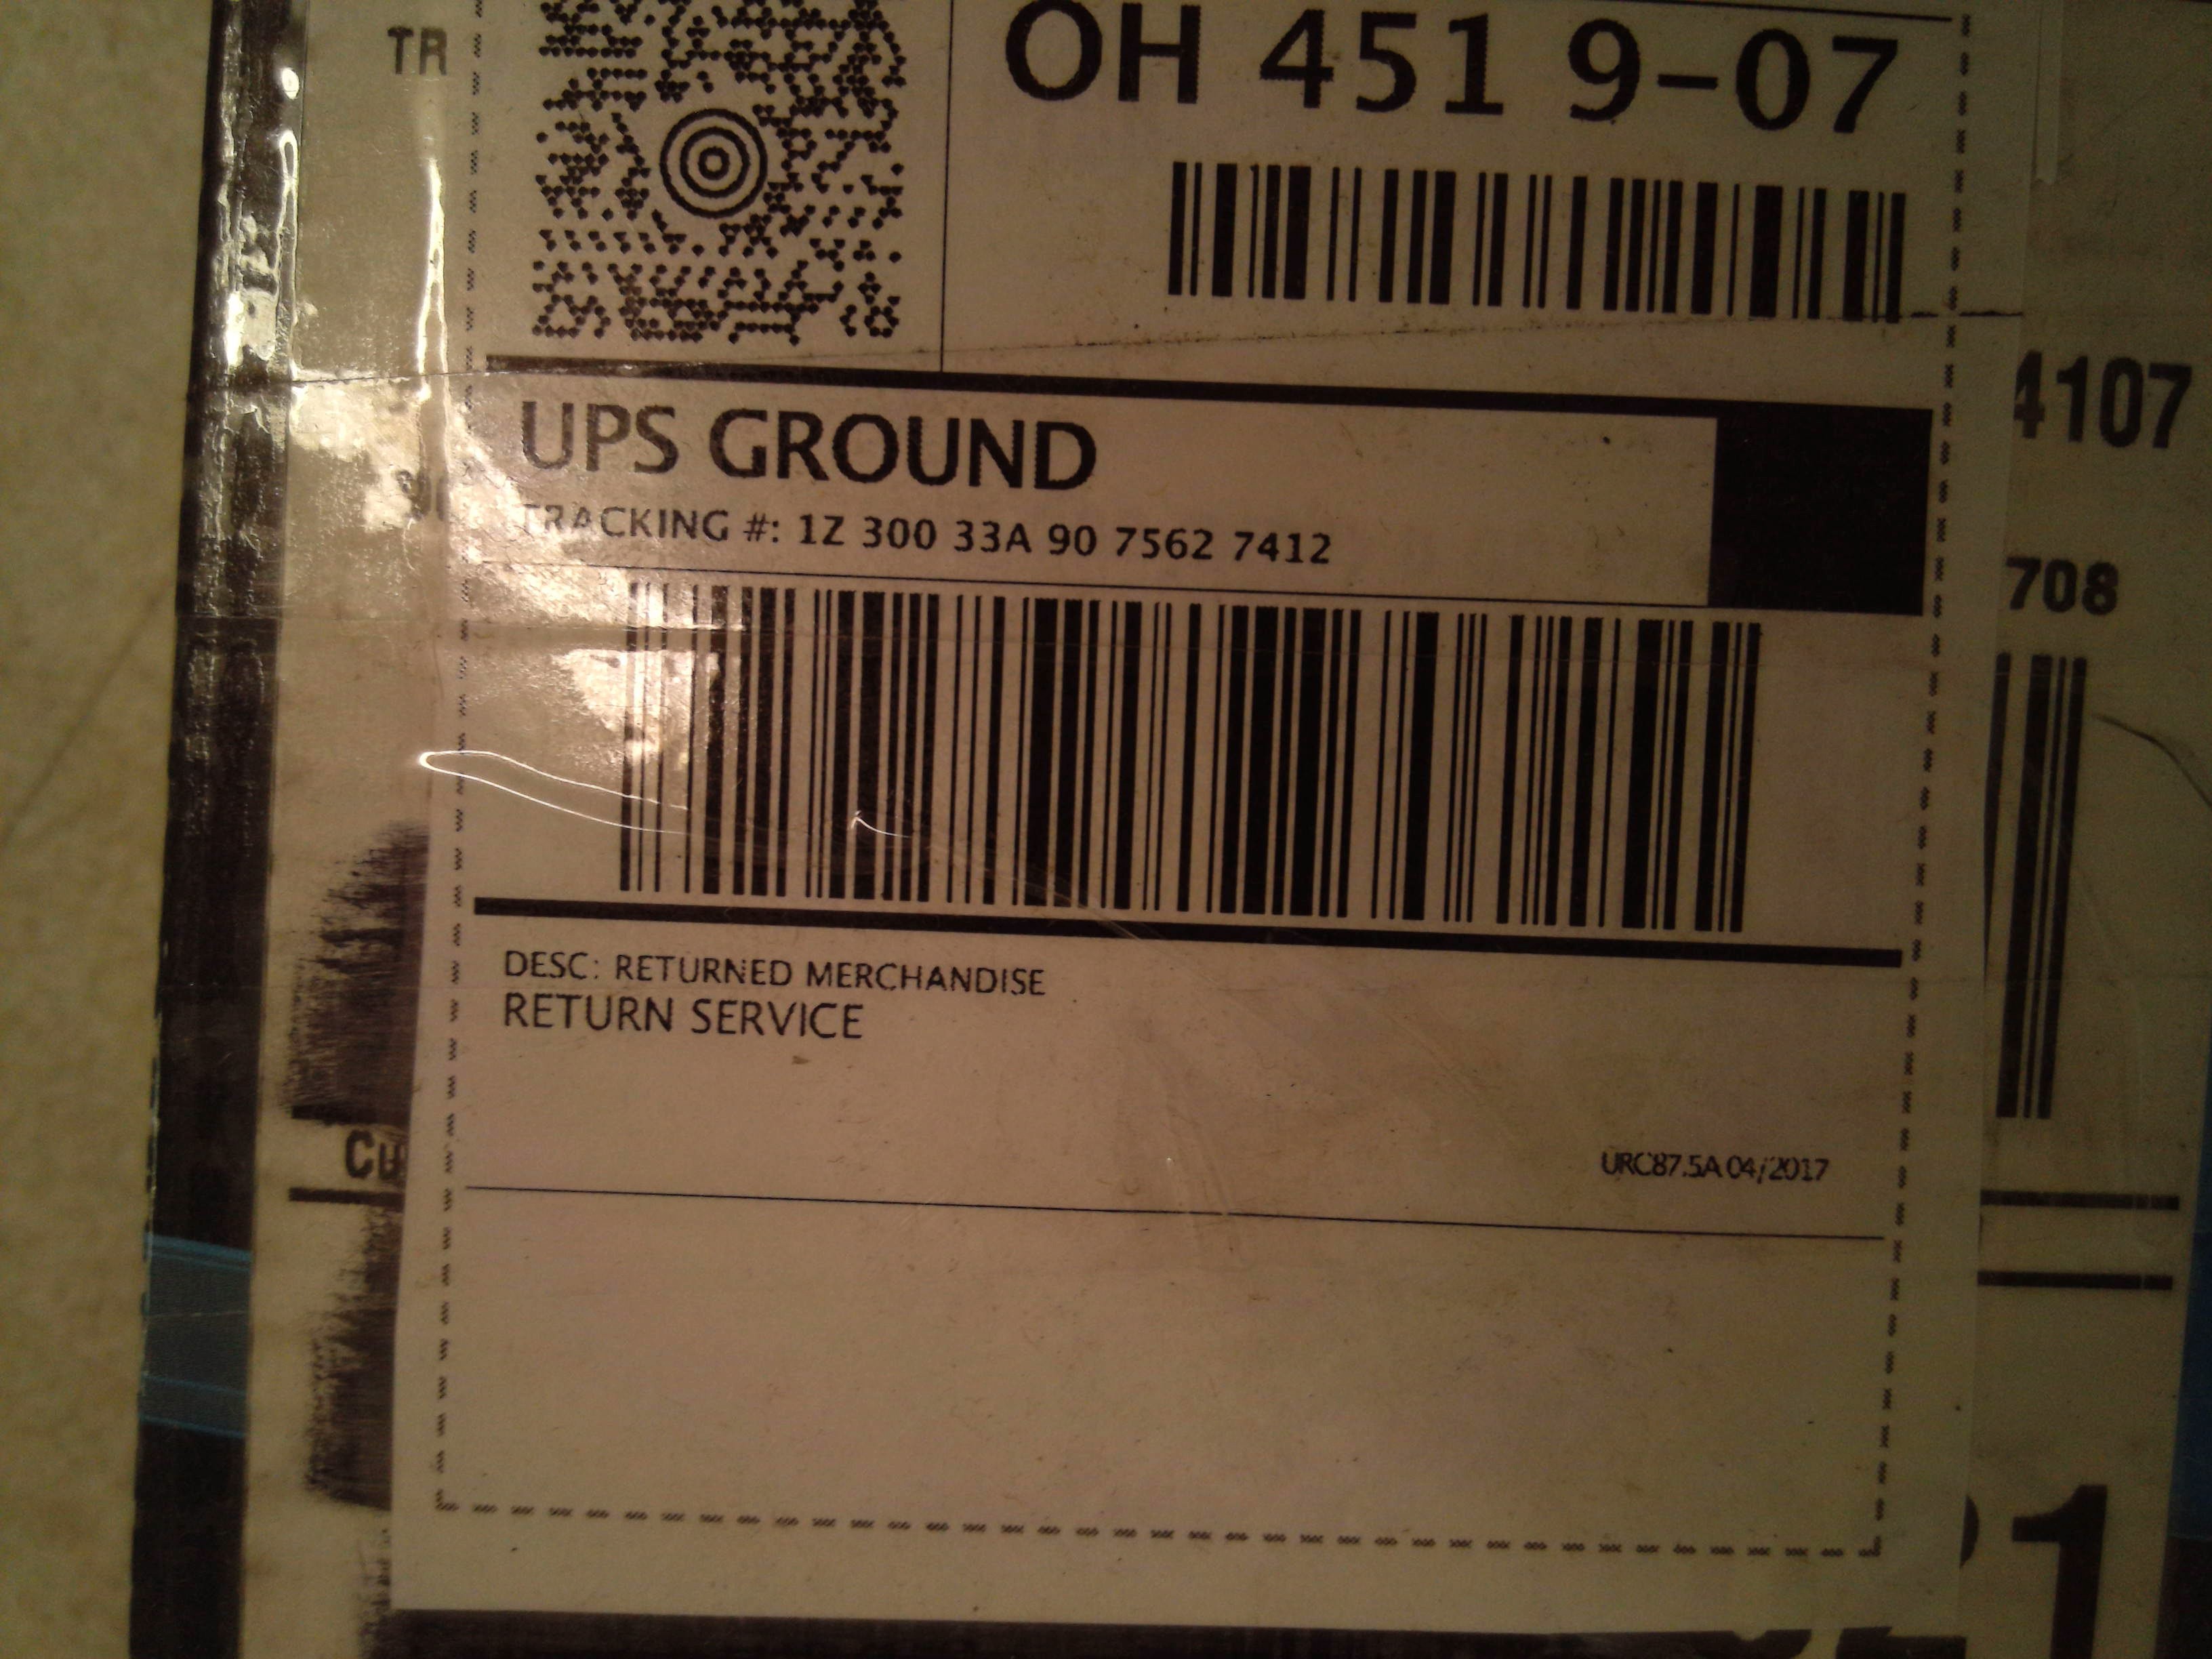 TR
OH 451 9-07
4107
UPS GROUND
TRACKING #: 1Z 300 33A 90 7562 7412
708
DESC: RETURNED MERCHANDISE
RETURN SERVICE
URC87.5A 04/2017